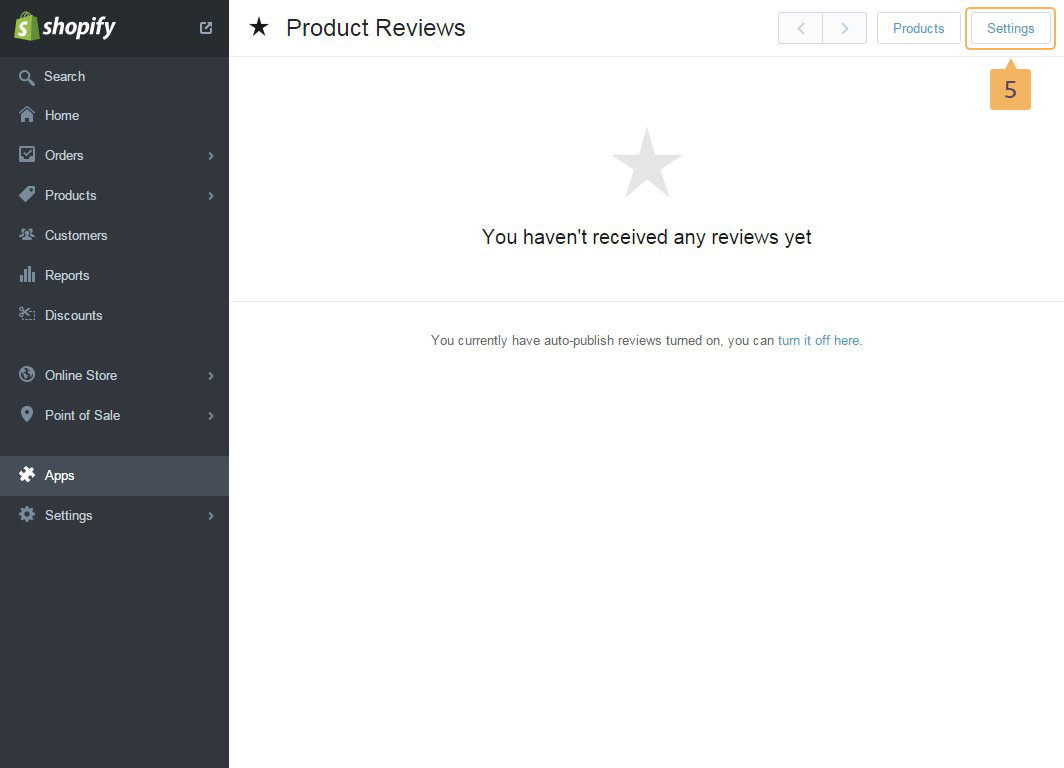 shopify
Search
Home
Orders
Products
Customers
Reports
Discounts
Online Store
Point of Sale
Apps
Settings
Product Reviews
Products
Settings
5
You haven't received any reviews yet
You currently have auto-publish reviews turned on, you can turn it off here.